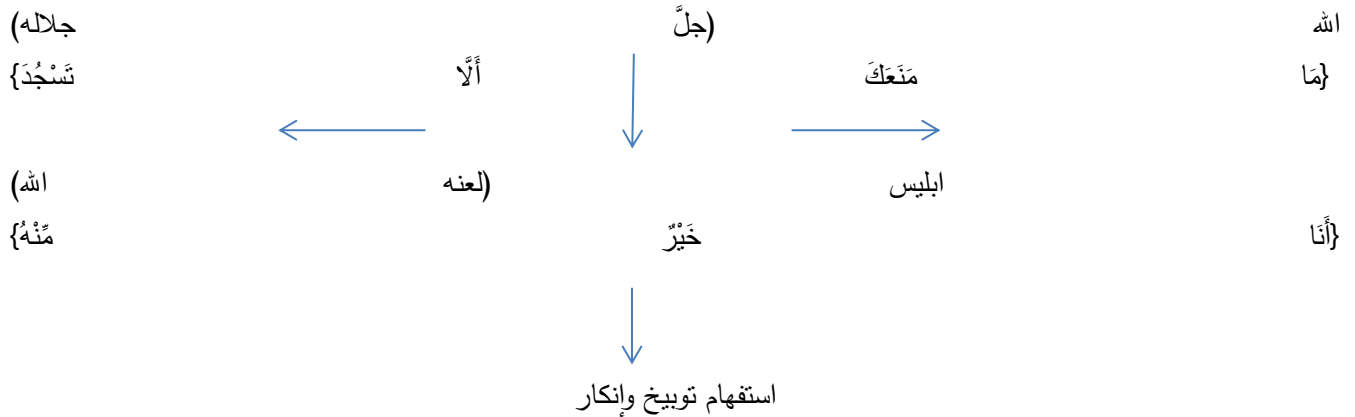 الله (جلَّ جلاله)
{مَا مَنَعَكَ أَلَّا تَسْجُدَ}
ابليس (لعنه الله)
{أَنَا خَيْرٌ مِّنْهُ}
استفهام توبيخ وإنكار